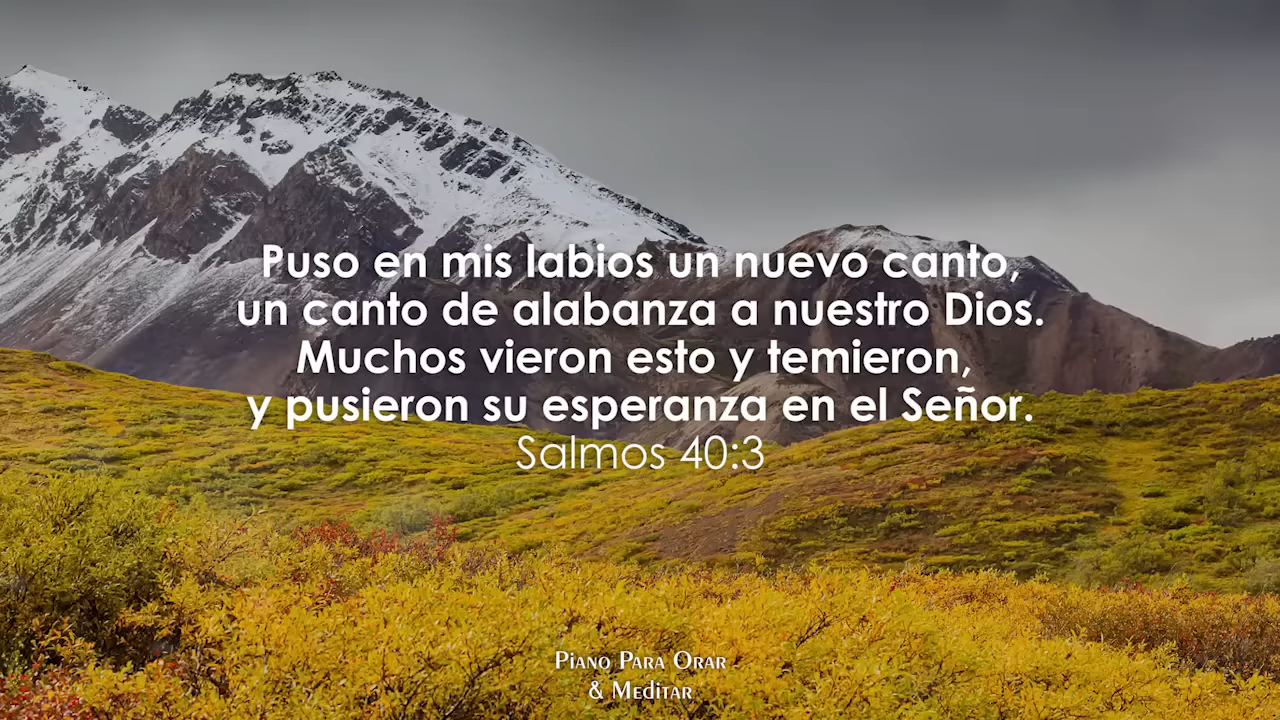 Puso en mis labios un nuevo canto,
un canto de alabanza a nuestro Dios.
Muchos vieron esto y temieron,
y pusieron su esperanza en el Señor.
Salmos 40:3
Piano Para Orar
& Meditar